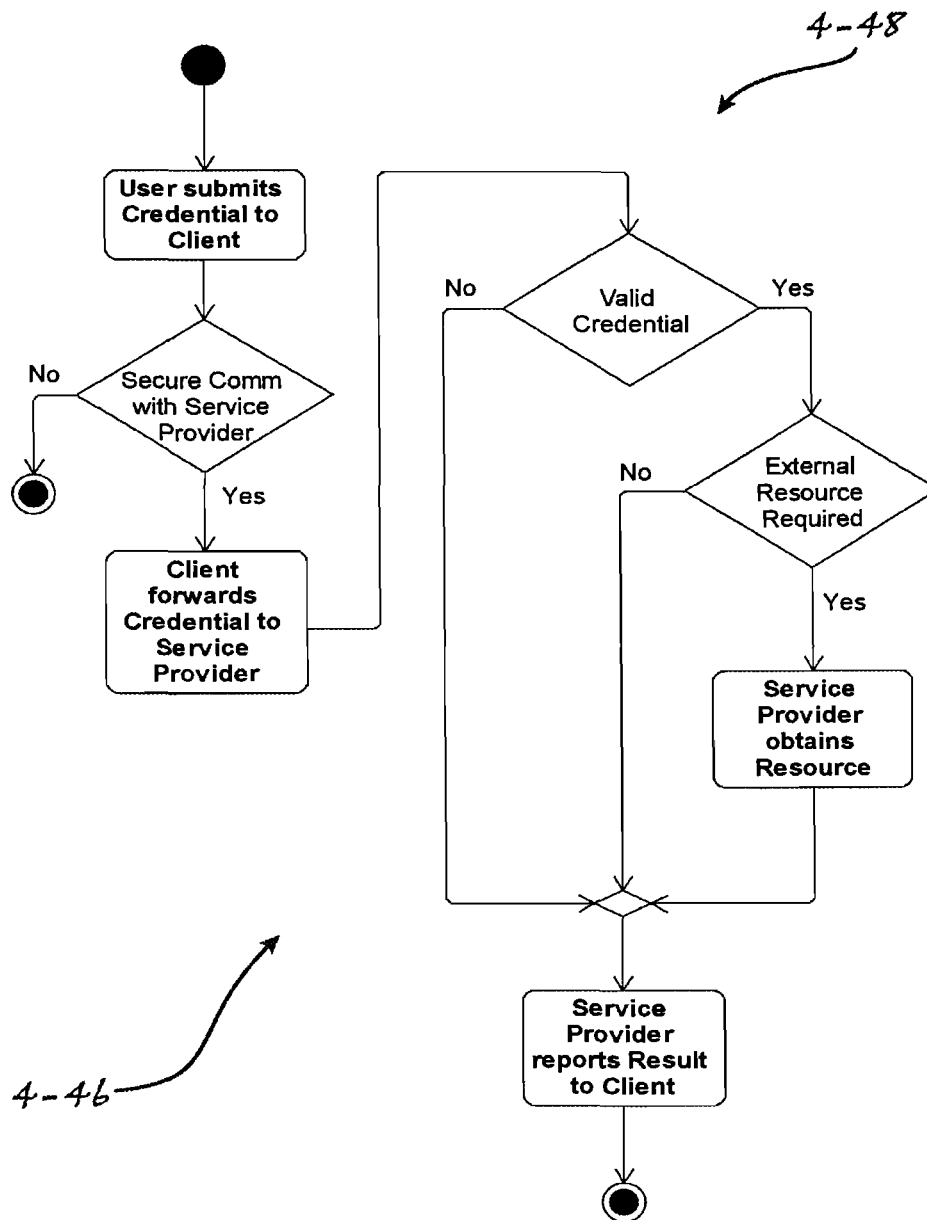 4-48
User submits
Credential to
Client
No
Secure Comm
with Service
Provider
Yes
Client
forwards
Credential to
Service
Provider
No
Valid
Credential
Yes
No
External
Resource
Required
Yes
Service
Provider
obtains
Resource
Service
Provider
reports Result
to Client
4-46